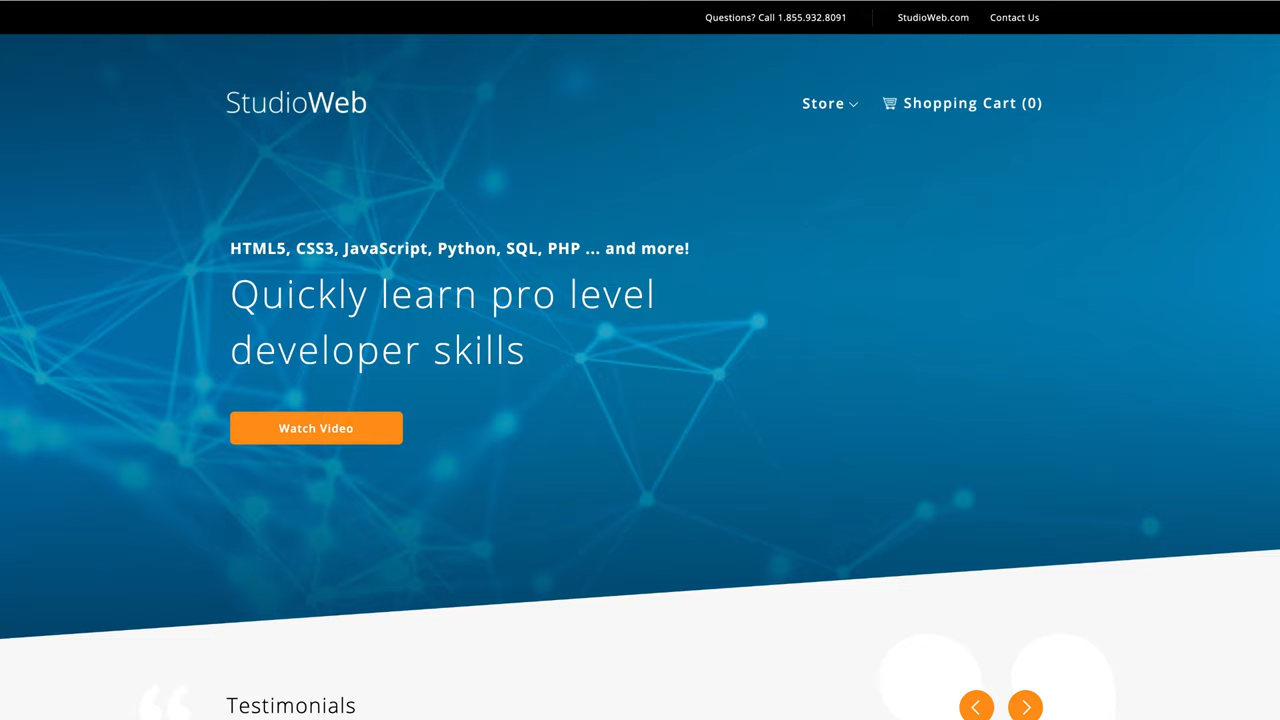 Questions? Call 1.855.932.8091 StudioWeb.com Contact Us
StudioWeb Store Shopping Cart (0)
HTML5, CSS3, JavaScript, Python, SQL, PHP ... and more!
Quickly learn pro level
developer skills
Watch Video
Testimonials